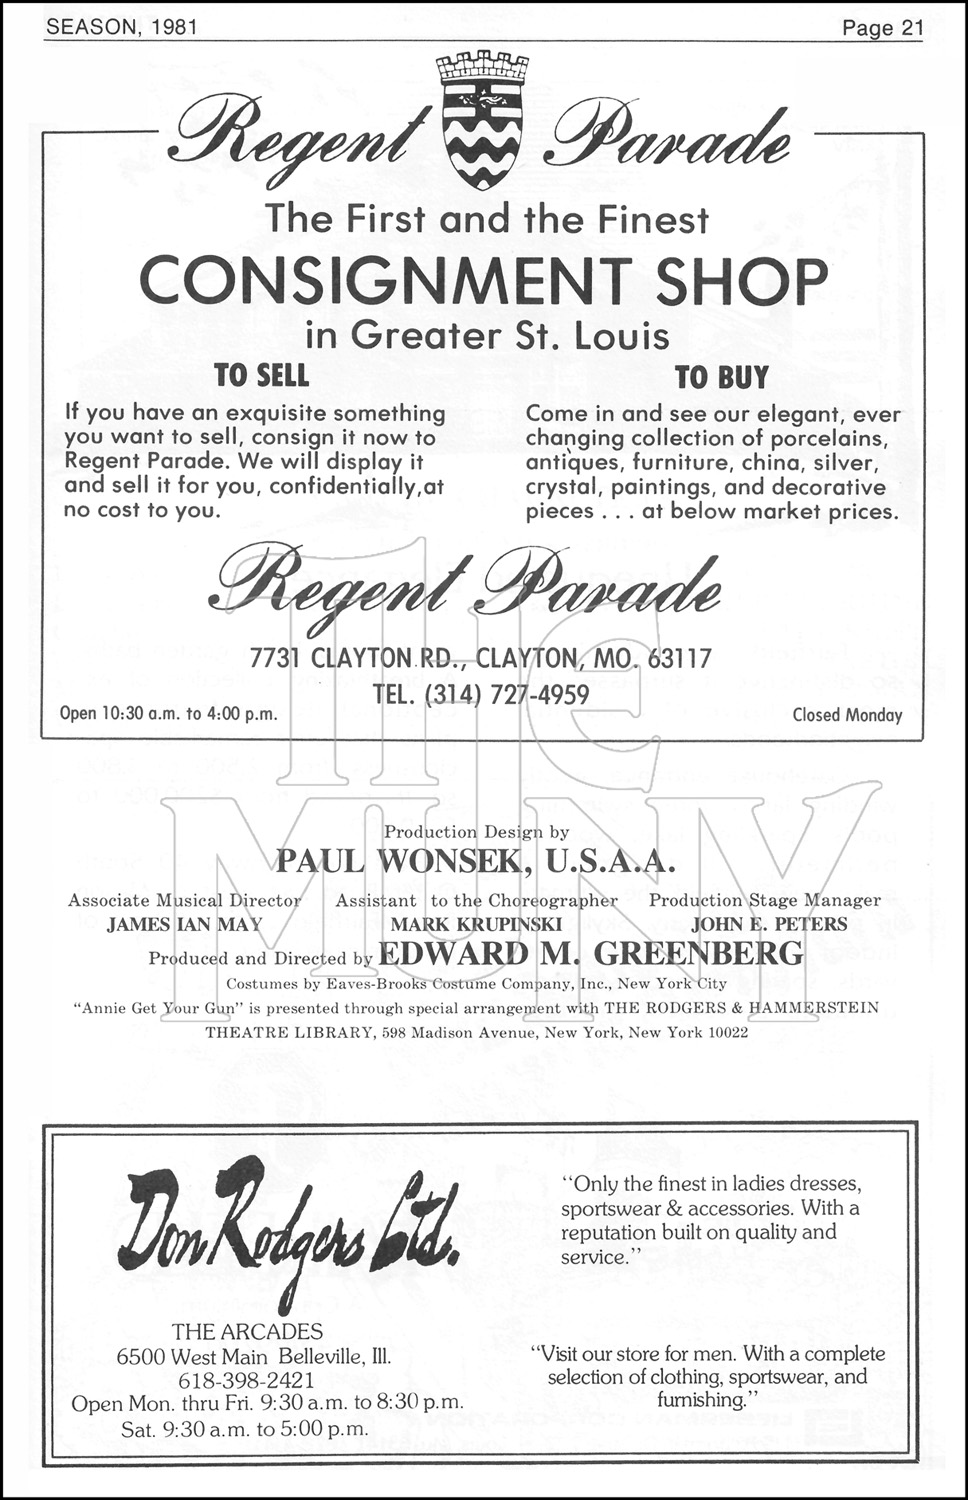 SEASON, 1981 Page 21
Regent Parade
The First and the Finest
CONSIGNMENT SHOP
in Greater St. Louis
TO SELL
If you have an exquisite something
you want to sell, consign it now to
Regent Parade. We will display it
and sell it for you, confidentially,at
no cost to you.
TO BUY
Come in and see our elegant, ever
changing collection of porcelains,
antiques, furniture, china, silver,
crystal, paintings, and decorative
pieces . . . at below market prices.
Regent Parade
7731 CLAYTON RD., CLAYTON, MO. 63117
TEL. (314) 727-4959
Open 10:30 a.m. to 4:00 p.m. Closed Monday
THE
MUNY
Production Design by
PAUL WONSEK, U.S.A.A.
Associate Musical Director Assistant to the Choreographer Production Stage Manager
JAMES IAN MAY MARK KRUPINSKI JOHN E. PETERS
Produced and Directed by EDWARD M. GREENBERG
Costumes by Eaves-Brooks Costume Company, Inc., New York City
“Annie Get Your Gun” is presented through special arrangement with THE RODGERS & HAMMERSTEIN
THEATRE LIBRARY, 598 Madison Avenue, New York, New York 10022
Don Rodgers Ltd.
THE ARCADES
6500 West Main Belleville, Ill.
618-398-2421
Open Mon. thru Fri. 9:30 a.m. to 8:30 p.m.
Sat. 9:30 a.m. to 5:00 p.m.
“Only the finest in ladies dresses,
sportswear & accessories. With a
reputation built on quality and
service.”
“Visit our store for men. With a complete
selection of clothing, sportswear, and
furnishing.”